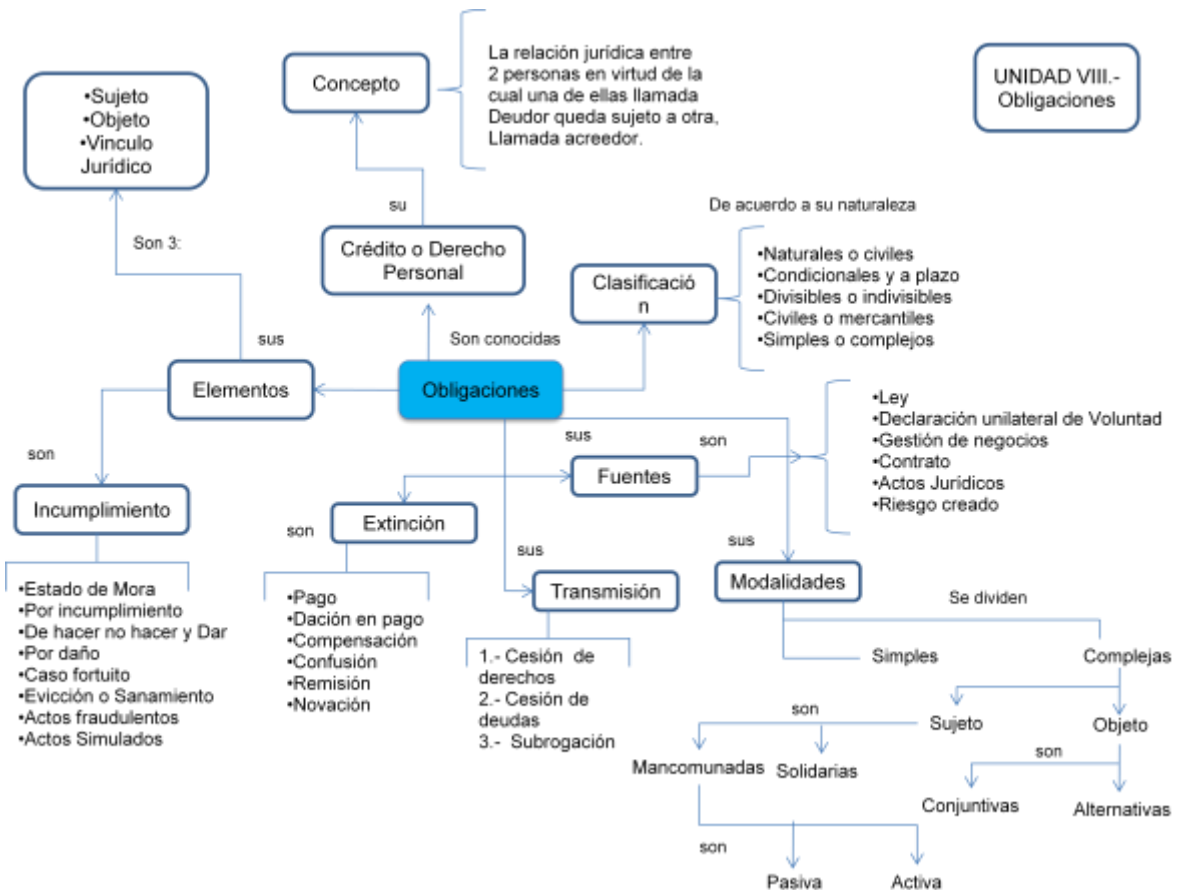 UNIDAD VIII.-
Obligaciones
Concepto
La relación jurídica entre
2 personas en virtud de la
cual una de ellas llamada
Deudor queda sujeto a otra,
Llamada acreedor.
•Sujeto
•Objeto
•Vinculo
Jurídico
su
Son 3:
Crédito o Derecho
Personal
De acuerdo a su naturaleza
Clasificació
n
•Naturales o civiles
•Condicionales y a plazo
•Divisibles o indivisibles
•Civiles o mercantiles
•Simples o complejos
sus
Son conocidas
Elementos
Obligaciones
son
sus
son
Fuentes
•Ley
•Declaración unilateral de Voluntad
•Gestión de negocios
•Contrato
•Actos Jurídicos
•Riesgo creado
Incumplimiento
son
Extinción
sus
sus
•Estado de Mora
•Por incumplimiento
•De hacer no hacer y Dar
•Por daño
•Caso fortuito
•Evicción o Sanamiento
•Actos fraudulentos
•Actos Simulados
•Pago
•Dación en pago
•Compensación
•Confusión
•Remisión
•Novación
Transmisión
1.- Cesión de
derechos
2.- Cesión de
deudas
3.- Subrogación
Modalidades
Se dividen
Simples
Complejas
son
Sujeto
Objeto
son
Mancomunadas
Solidarias
Conjuntivas
Alternativas
son
Pasiva
Activa